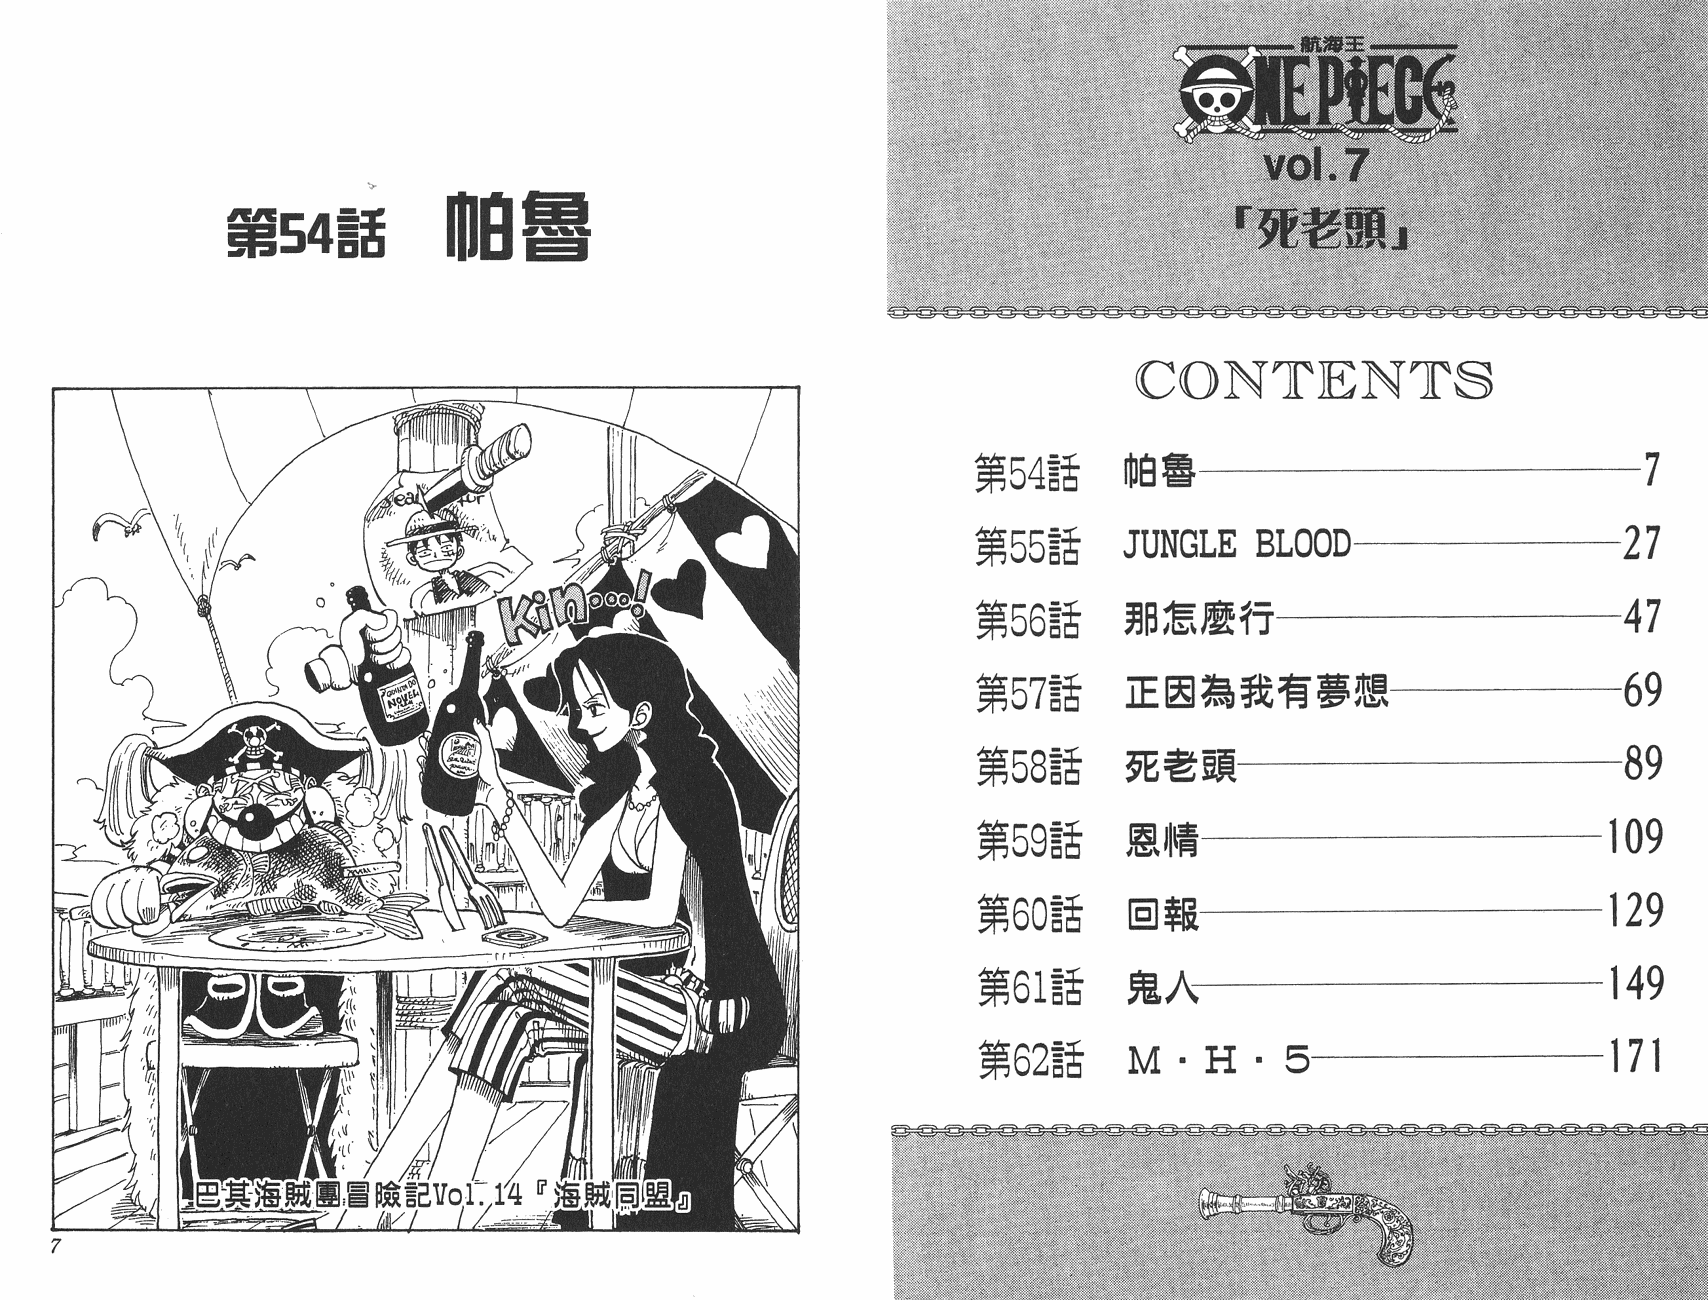 航海王
ONE PIECE
vol.7
「死老頭」
CONTENTS
第54話 帕魯 7
第55話 JUNGLE BLOOD 27
第56話 那怎麼行 47
第57話 正因為我有夢想 69
第58話 死老頭 89
第59話 恩情 109
第60話 回報 129
第61話 鬼人 149
第62話 M・H・5 171
第54話 帕魯
Kin...!
NOVEL
巴其海賊團冒險記Vol.14『海賊同盟』
7